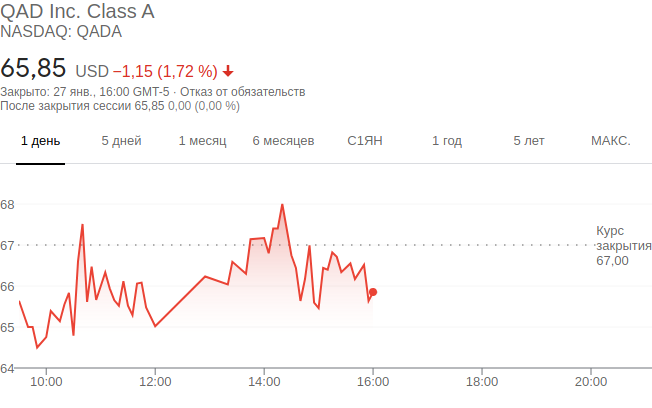 QAD Inc. Class A
NASDAQ: QADA
65,85 USD −1,15 (1,72 %)
Закрыто: 27 янв., 16:00 GMT-5 · Отказ от обязательств
После закрытия сессии 65,85 0,00 (0,00 %)
1 день 5 дней 1 месяц 6 месяцев С1ЯН 1 год 5 лет МАКС.
68
67
66
65
64
Курс
закрытия
67,00
10:00 12:00 14:00 16:00 18:00 20:00